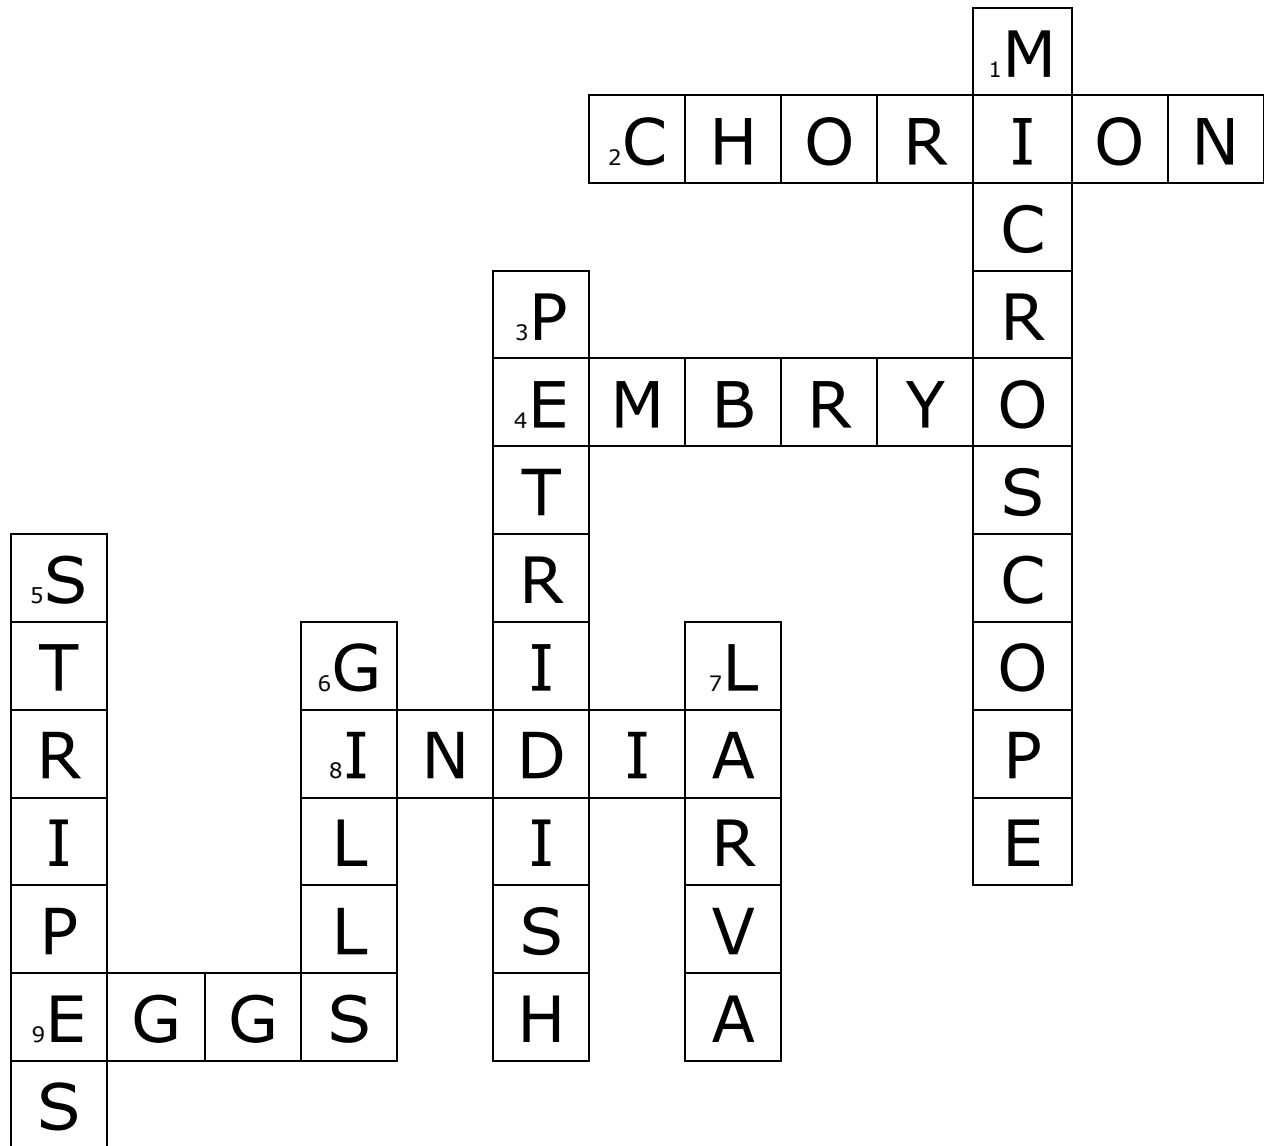 1M
2C H O R I O N
C
3P R
4E M B R Y O
T S
5S R C
T 6G I 7L O
R 8I N D I A P
I L I R E
P L S V
9E G G S H A
S